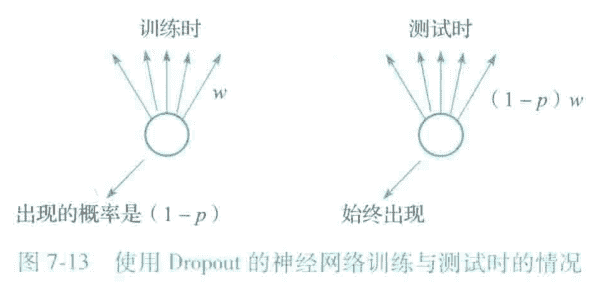 训练时
测试时
w
(1-p)w
出现的概率是(1-p)
始终出现
图 7-13 使用 Dropout 的神经网络训练与测试时的情况